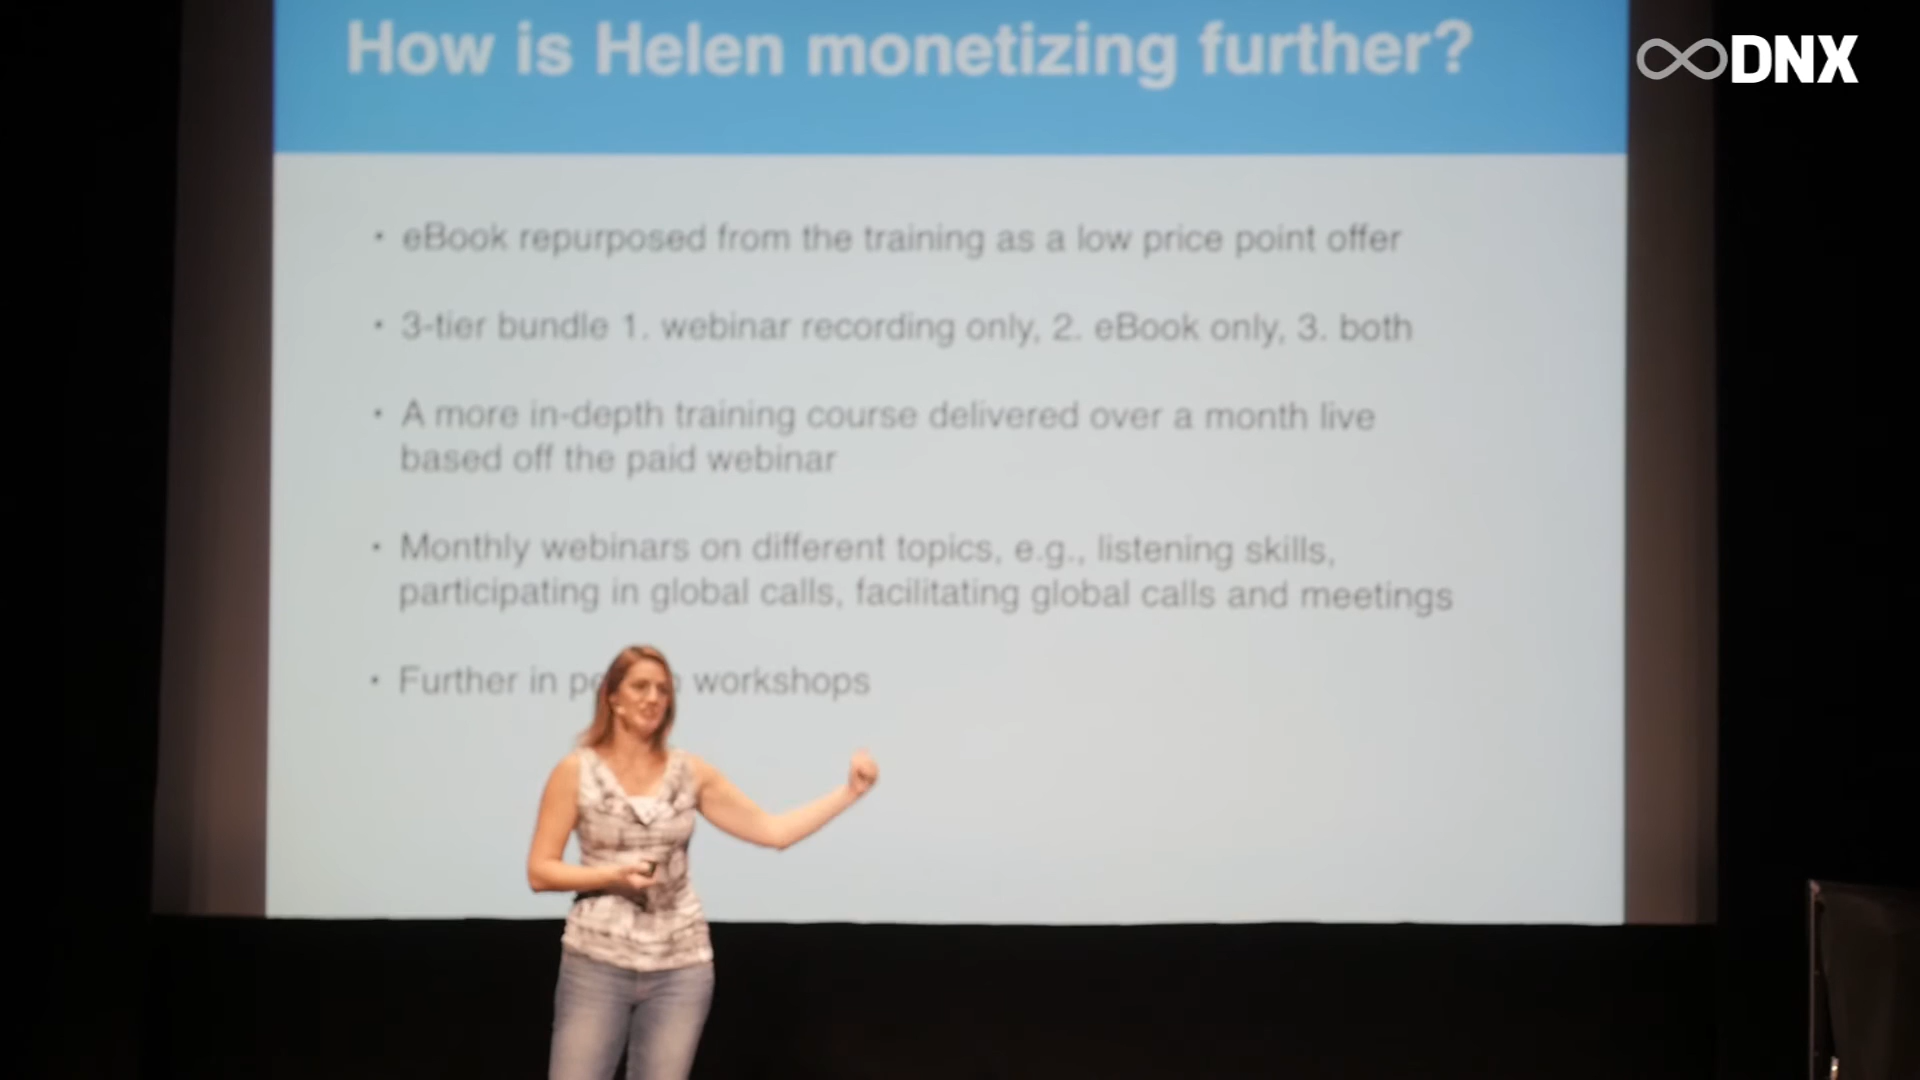 How is Helen monetizing further?
DNX
• eBook repurposed from the training as a low price point offer
• 3-tier bundle 1. webinar recording only, 2. eBook only, 3. both
• A more in-depth training course delivered over a month live
based off the paid webinar
• Monthly webinars on different topics, e.g., listening skills,
participating in global calls, facilitating global calls and meetings
• Further in workshops